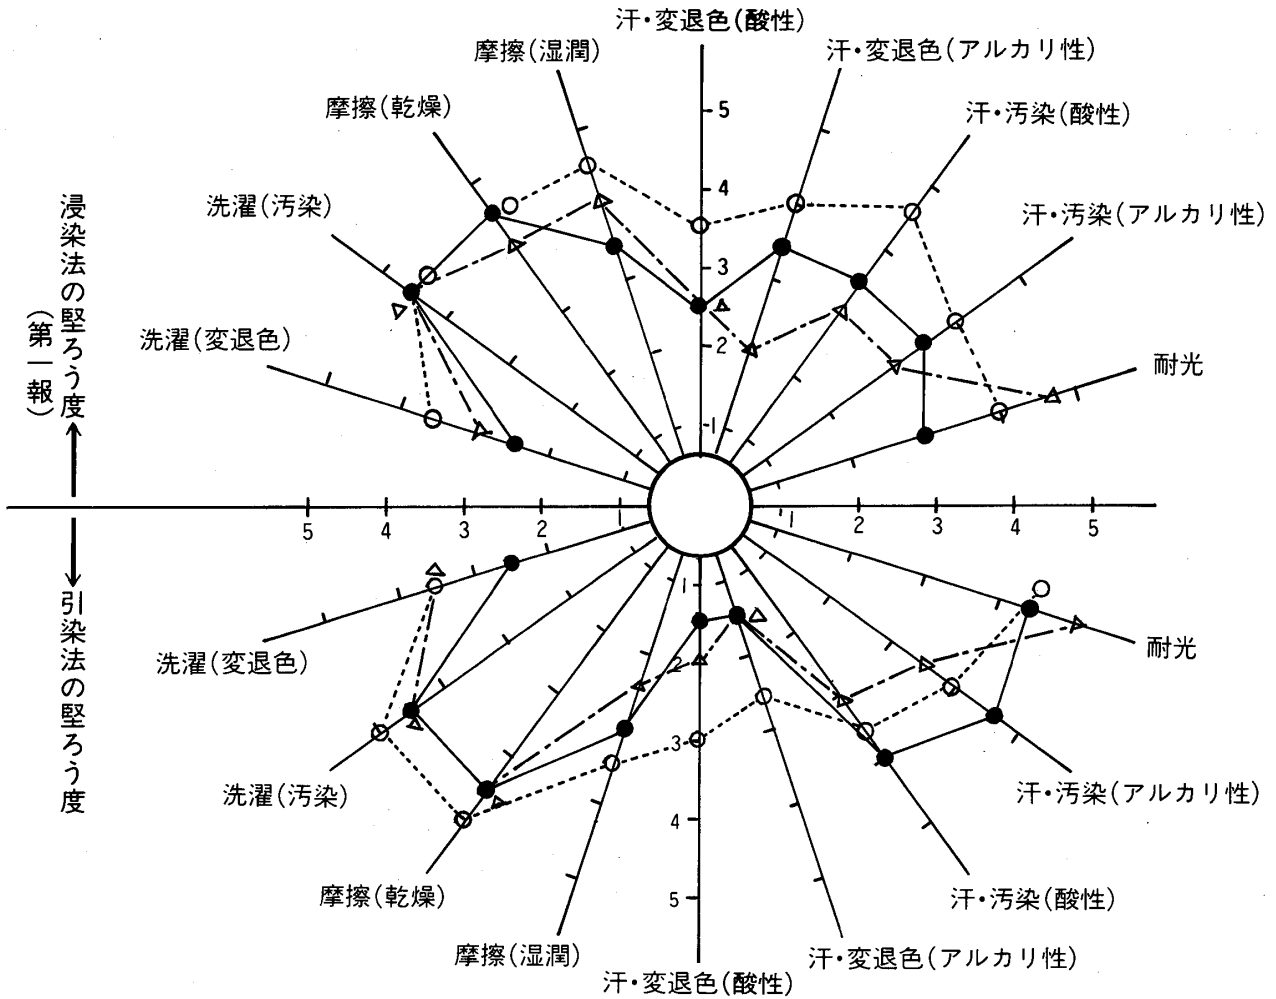 汗・変退色(酸性)
摩擦(湿潤)
汗・変退色(アルカリ性)
摩擦(乾燥)
汗・汚染(酸性)
洗濯(汚染)
汗・汚染(アルカリ性)
洗濯(変退色)
耐光
浸染法の堅ろう度
(第一報)
5
4
3
2
1
5
4
3
2
1
1
2
3
4
5
引染法の堅ろう度
1
2
3
4
5
洗濯(変退色)
耐光
洗濯(汚染)
汗・汚染(アルカリ性)
摩擦(乾燥)
汗・汚染(酸性)
摩擦(湿潤)
汗・変退色(アルカリ性)
汗・変退色(酸性)